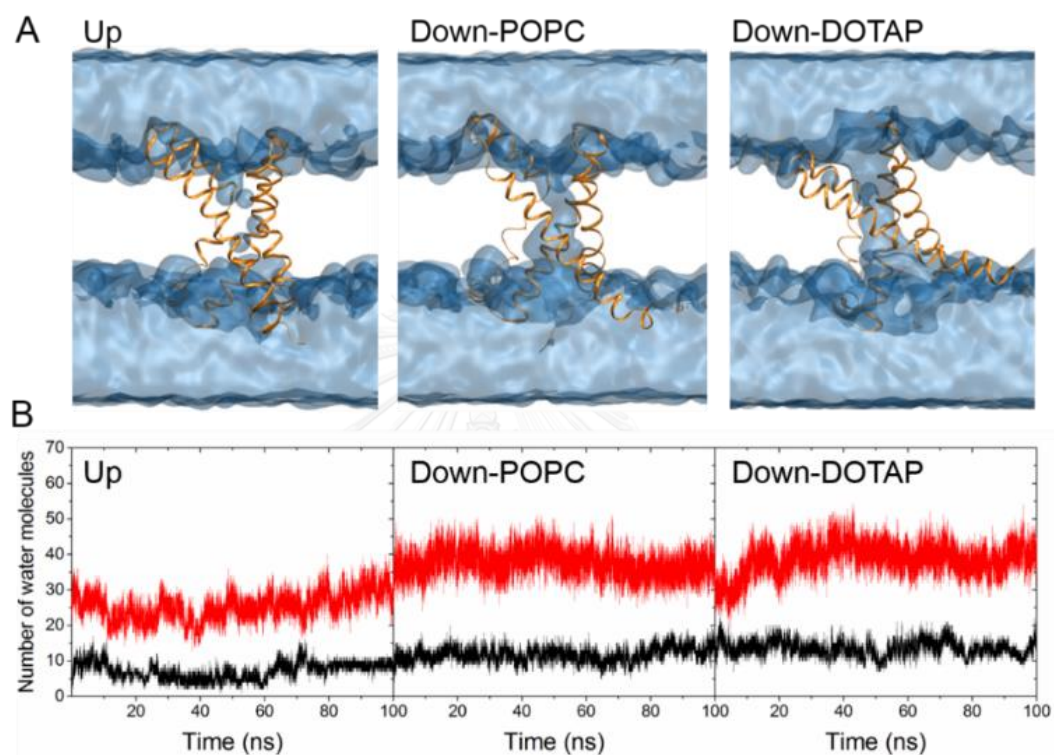 A
Up
Down-POPC
Down-DOTAP
B
Up
Down-POPC
Down-DOTAP
Number of water molecules
70
60
50
40
30
20
10
0
0 20 40 60 80 100 20 40 60 80 100 20 40 60 80 100
Time (ns) Time (ns) Time (ns)